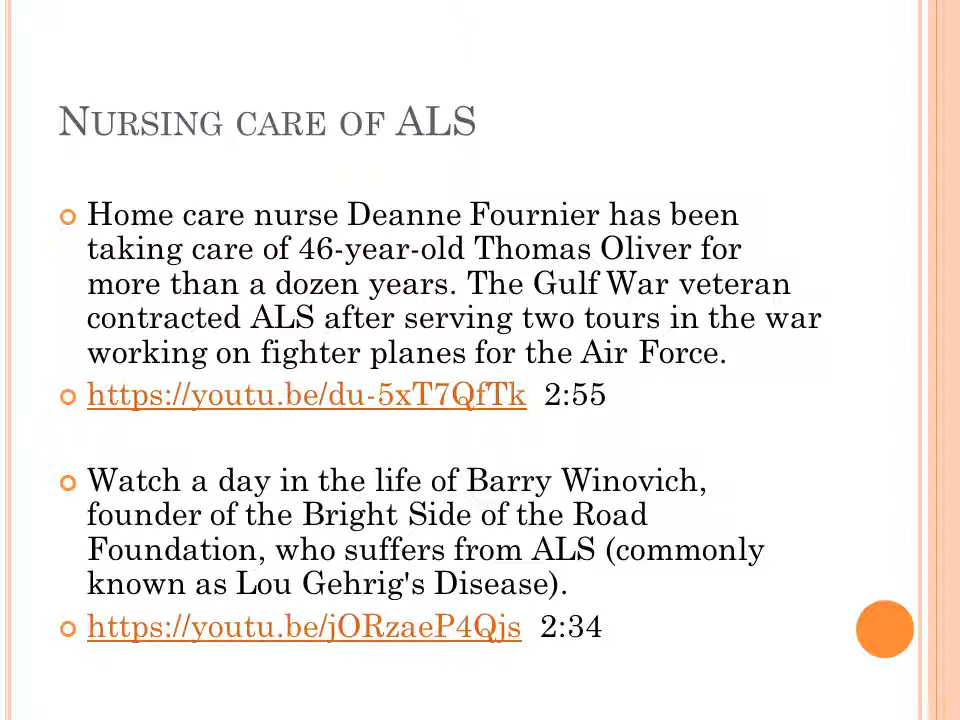 NURSING CARE OF ALS
Home care nurse Deanne Fournier has been
taking care of 46-year-old Thomas Oliver for
more than a dozen years. The Gulf War veteran
contracted ALS after serving two tours in the war
working on fighter planes for the Air Force.
https://youtu.be/du-5xT7QfTk 2:55
Watch a day in the life of Barry Winovich,
founder of the Bright Side of the Road
Foundation, who suffers from ALS (commonly
known as Lou Gehrig's Disease).
https://youtu.be/jORzaeP4Qjs 2:34